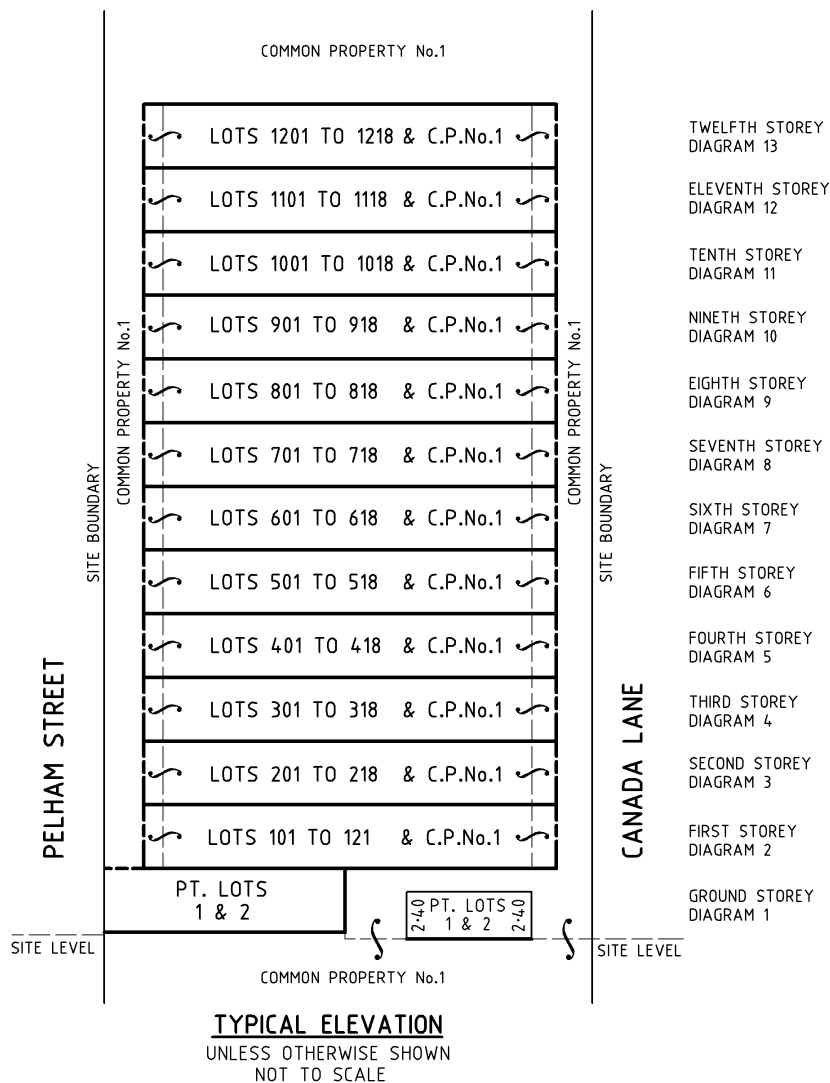 COMMON PROPERTY No.1
LOTS 1201 TO 1218 & C.P.No.1
TWELFTH STOREY
DIAGRAM 13
LOTS 1101 TO 1118 & C.P.No.1
ELEVENTH STOREY
DIAGRAM 12
LOTS 1001 TO 1018 & C.P.No.1
TENTH STOREY
DIAGRAM 11
LOTS 901 TO 918 & C.P.No.1
NINETH STOREY
DIAGRAM 10
LOTS 801 TO 818 & C.P.No.1
EIGHTH STOREY
DIAGRAM 9
LOTS 701 TO 718 & C.P.No.1
SEVENTH STOREY
DIAGRAM 8
LOTS 601 TO 618 & C.P.No.1
SIXTH STOREY
DIAGRAM 7
LOTS 501 TO 518 & C.P.No.1
FIFTH STOREY
DIAGRAM 6
LOTS 401 TO 418 & C.P.No.1
FOURTH STOREY
DIAGRAM 5
LOTS 301 TO 318 & C.P.No.1
THIRD STOREY
DIAGRAM 4
LOTS 201 TO 218 & C.P.No.1
SECOND STOREY
DIAGRAM 3
LOTS 101 TO 121 & C.P.No.1
FIRST STOREY
DIAGRAM 2
PELHAM STREET
SITE BOUNDARY
COMMON PROPERTY No.1
COMMON PROPERTY No.1
SITE BOUNDARY
CANADA LANE
PT. LOTS
1 & 2
2·40
PT. LOTS
1 & 2
2·40
GROUND STOREY
DIAGRAM 1
SITE LEVEL
SITE LEVEL
COMMON PROPERTY No.1
TYPICAL ELEVATION
UNLESS OTHERWISE SHOWN
NOT TO SCALE